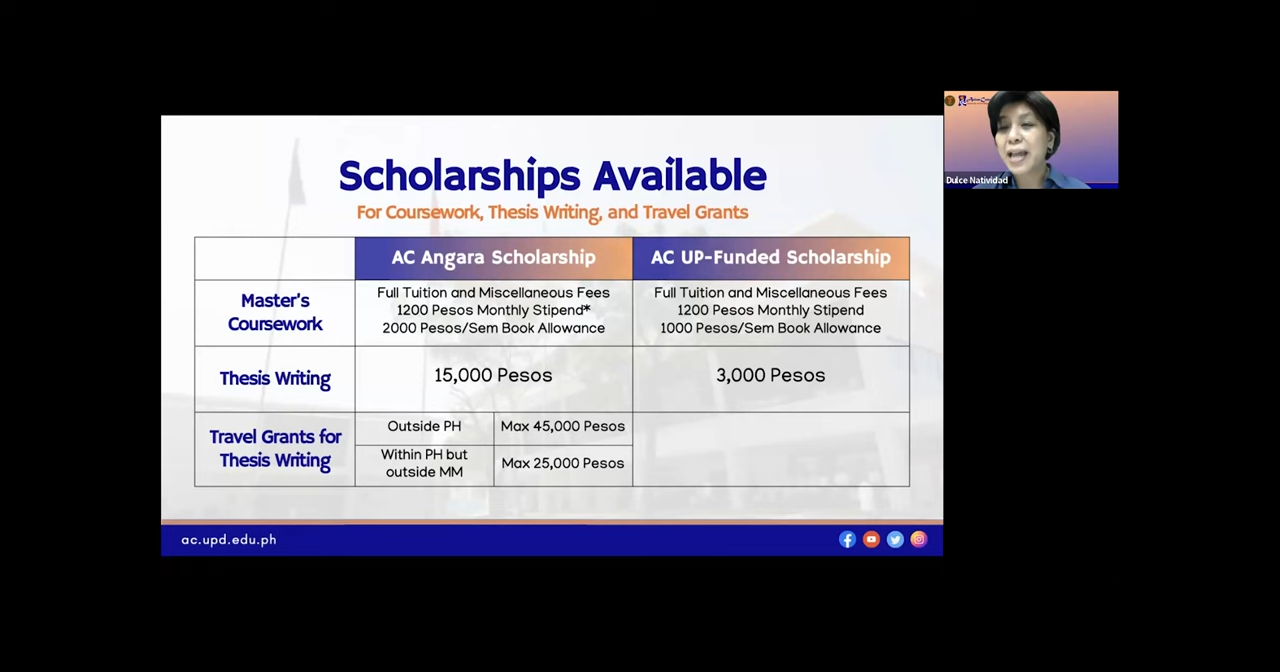 Scholarships Available
For Coursework, Thesis Writing, and Travel Grants
AC Angara Scholarship
AC UP-Funded Scholarship
Master's
Coursework
Full Tuition and Miscellaneous Fees
1200 Pesos Monthly Stipend*
2000 Pesos/Sem Book Allowance
Full Tuition and Miscellaneous Fees
1200 Pesos Monthly Stipend
1000 Pesos/Sem Book Allowance
Thesis Writing
15,000 Pesos
3,000 Pesos
Travel Grants for
Thesis Writing
Outside PH
Max 45,000 Pesos
Within PH but
outside MM
Max 25,000 Pesos
ac.upd.edu.ph
Dulce Natividad